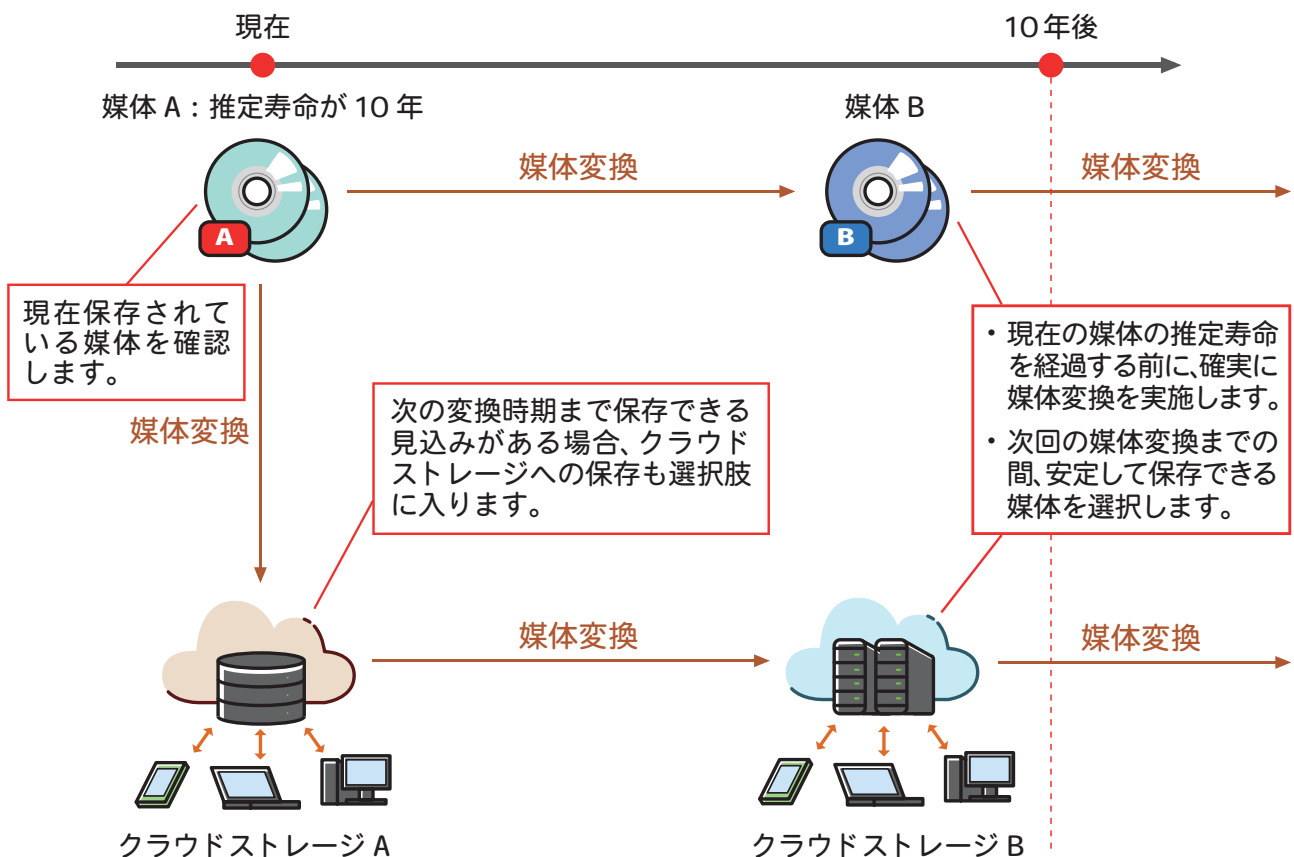 現在
10年後
媒体 A：推定寿命が 10 年
媒体 B
媒体変換
媒体変換
A
B
現在保存されて
いる媒体を確認
します。
・現在の媒体の推定寿命
を経過する前に、確実に
媒体変換を実施します。
・次回の媒体変換までの
間、安定して保存できる
媒体を選択します。
媒体変換
次の変換時期まで保存できる
見込みがある場合、クラウド
ストレージへの保存も選択肢
に入ります。
媒体変換
媒体変換
クラウドストレージ A
クラウドストレージ B